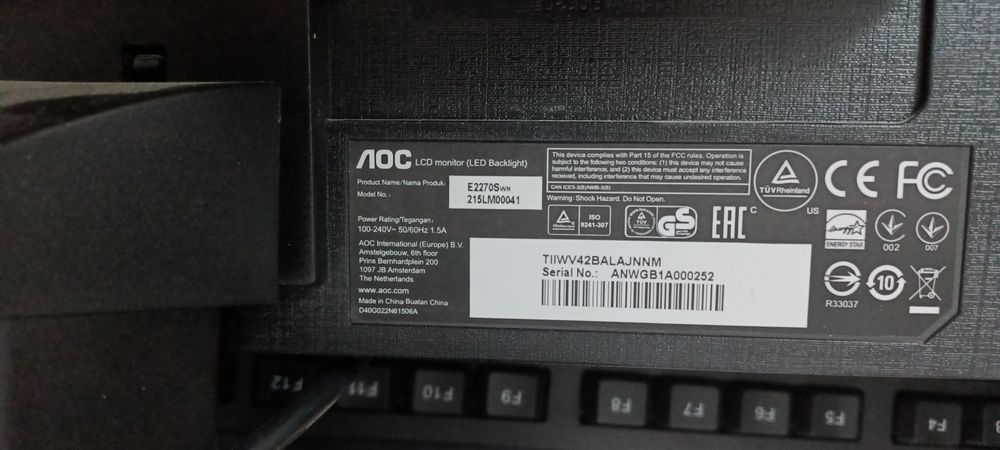 AOC LCD monitor (LED Backlight)
Product Name/Nama Produk:
E2270Swn
Model No.:
215LM00041
Power Rating/Tegangan:
100-240V~ 50/60Hz 1.5A
AOC International (Europe) B.V.
Amstelgebouw, 6th floor
Prins Bernhardplein 200
1097 JB Amsterdam
The Netherlands
www.aoc.com
Made in China/Buatan China
D40G022N61506A
This device complies with Part 15 of the FCC rules. Operation is
subject to the following two conditions: (1) this device may not cause
harmful interference, and (2) this device must accept any interference
received, including interference that may cause undesired operation.
CAN ICES-3(B)/NMB-3(B)
Warning: Shock Hazard. Do Not Open.
ISO
9241-307
TÜV
GS
EAC
TÜVRheinland
C
US
CE
FC
energy
ENERGY STAR
002
007
R33037
10
TIIWV42BALAJNNM
Serial No.: ANWGB1A000252
F12
F11
F10
F9
F8
F7
F6
F5
F4